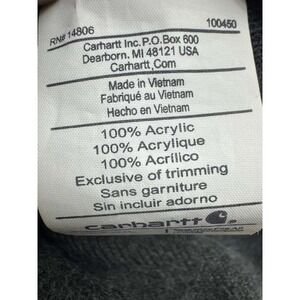 RN# 14806 100450
Carhartt Inc. P.O. Box 600
Dearborn, MI 48121 USA
Carhartt.Com
Made in Vietnam
Fabriqué au Vietnam
Hecho en Vietnam
100% Acrylic
100% Acrylique
100% Acrílico
Exclusive of trimming
Sans garniture
Sin incluir adorno
carhartt